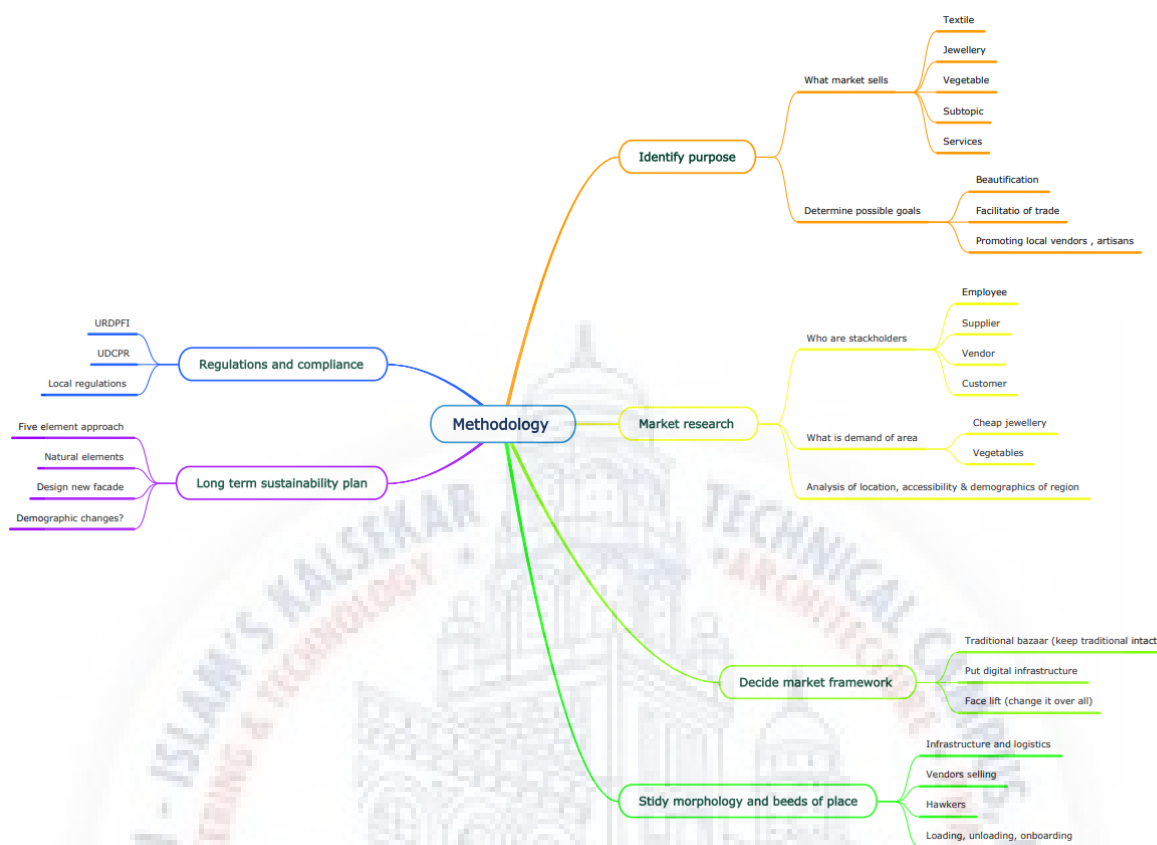 Methodology
Identify purpose
What market sells
Textile
Jewellery
Vegetable
Subtopic
Services
Determine possible goals
Beautification
Facilitatio of trade
Promoting local vendors , artisans
Market research
Who are stackholders
Employee
Supplier
Vendor
Customer
What is demand of area
Cheap jewellery
Vegetables
Analysis of location, accessibility & demographics of region
Decide market framework
Traditional bazaar (keep traditional intact
Put digital infrastructure
Face lift (change it over all)
Stidy morphology and beeds of place
Infrastructure and logistics
Vendors selling
Hawkers
Loading, unloading, onboarding
Regulations and compliance
URDPFI
UDCPR
Local regulations
Long term sustainability plan
Five element approach
Natural elements
Design new facade
Demographic changes?
ISLAM'S KALSEKAR TECHNICAL
& TECHNOLOGY